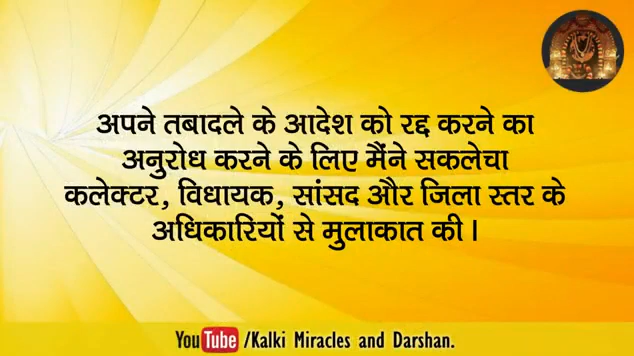 अपने तबादले के आदेश को रद्द करने का
अनुरोध करने के लिए मैंने सकलेचा
कलेक्टर, विधायक, सांसद और जिला स्तर के
अधिकारियों से मुलाकात की।
YouTube /Kalki Miracles and Darshan.